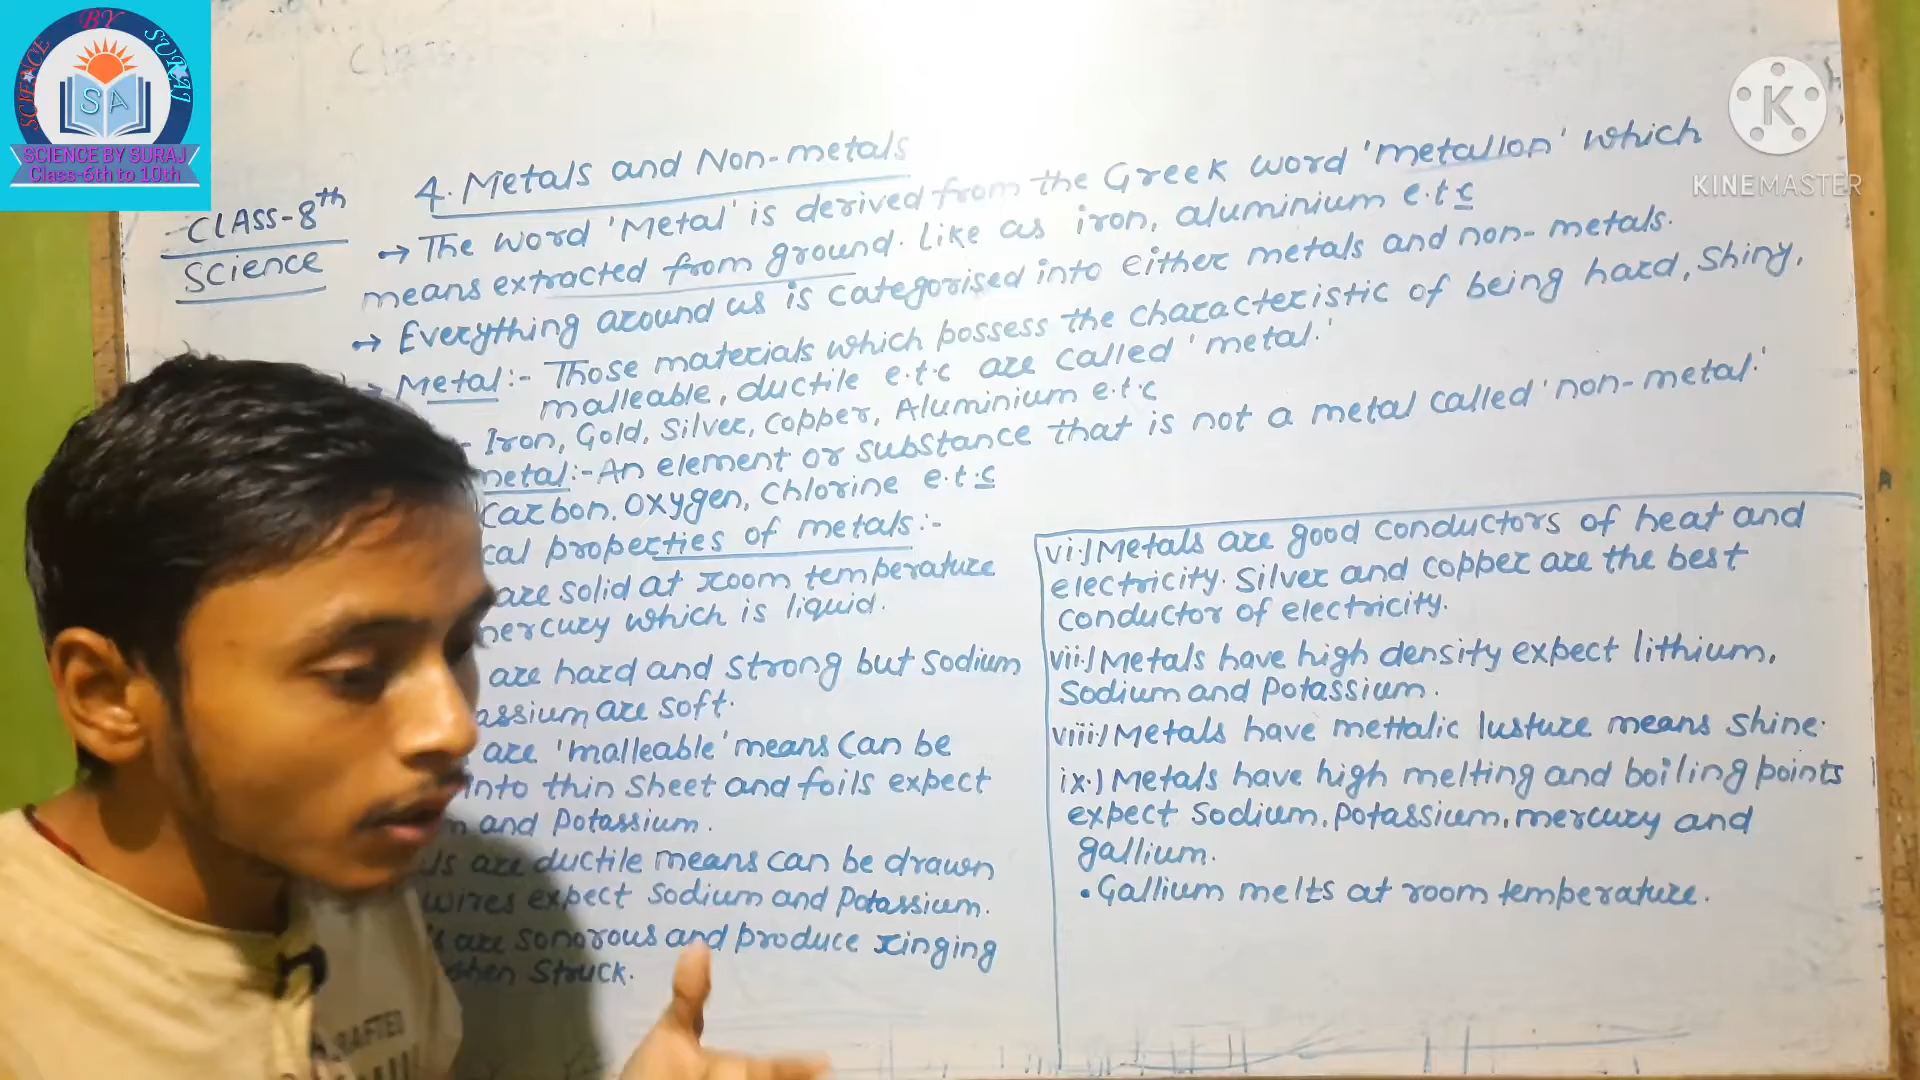 SCIENCE BY SURAJ
SA
SCIENCE BY SURAJ
Class-6th to 10th
KINEMASTER
CLASS-8th
Science
4. Metals and Non-metals
→ The word 'Metal' is derived from the Greek word 'metallon' which
means extracted from ground. Like as iron, aluminium e.t.c
→ Everything around us is categorised into either metals and non-metals.
→ Metal:- Those materials which possess the characteristic of being hard, shiny,
malleable, ductile e.t.c are called 'metal.'
- Iron, Gold, Silver, Copper, Aluminium e.t.c
metal:- An element or substance that is not a metal called 'non-metal.'
Carbon. Oxygen, Chlorine e.t.c
cal properties of metals:-
are solid at room temperature
mercury which is liquid.
are hard and strong but sodium
assium are soft.
are 'malleable' means can be
into thin sheet and foils expect
and Potassium.
ls are ductile means can be drawn
wires expect Sodium and Potassium.
are sonorous and produce ringing
when struck.
vi.) Metals are good conductors of heat and
electricity. Silver and copper are the best
conductor of electricity.
vii.) Metals have high density expect lithium,
Sodium and Potassium.
viii.) Metals have mettalic lusture means shine.
ix.) Metals have high melting and boiling points
expect sodium, potassium, mercury and
gallium.
• Gallium melts at room temperature.
RAFTED